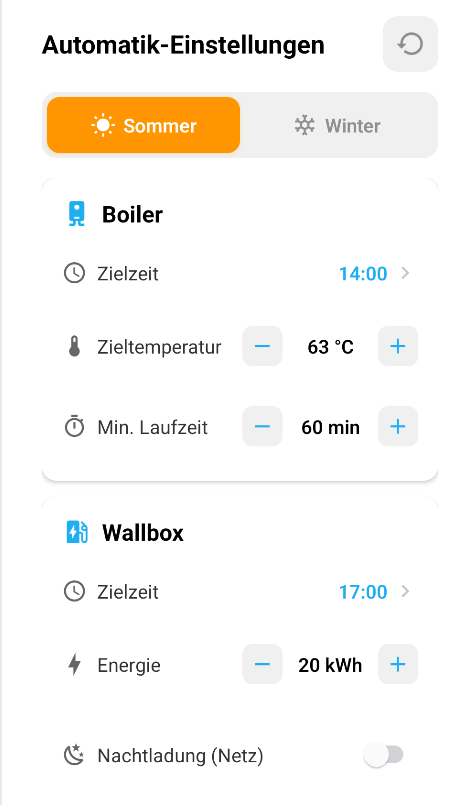 Automatik-Einstellungen
Sommer Winter
Boiler
Zielzeit 14:00
Zieltemperatur 63 °C
Min. Laufzeit 60 min
Wallbox
Zielzeit 17:00
Energie 20 kWh
Nachtladung (Netz)